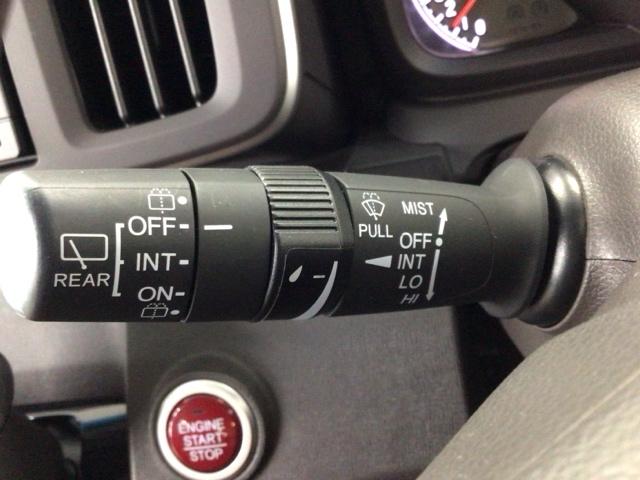 OFF
INT
ON
REAR
PULL
MIST
OFF
INT
LO
HI
ENGINE
START
STOP